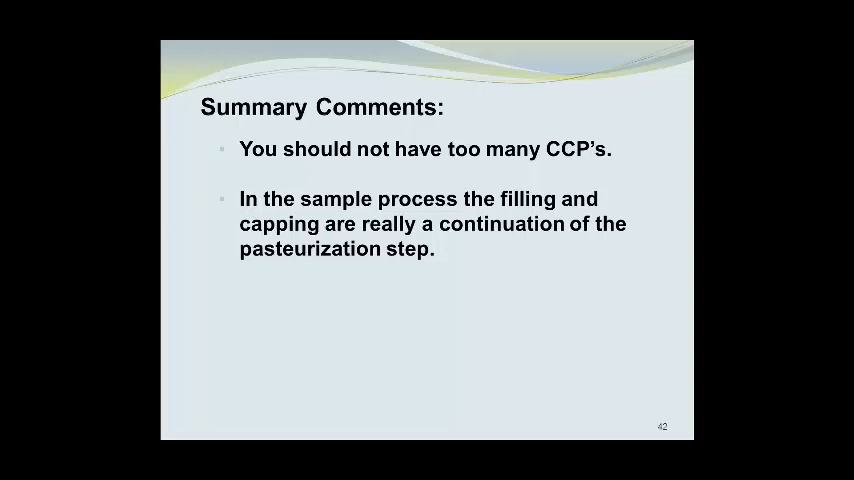 Summary Comments:
You should not have too many CCP’s.
In the sample process the filling and
capping are really a continuation of the
pasteurization step.
42